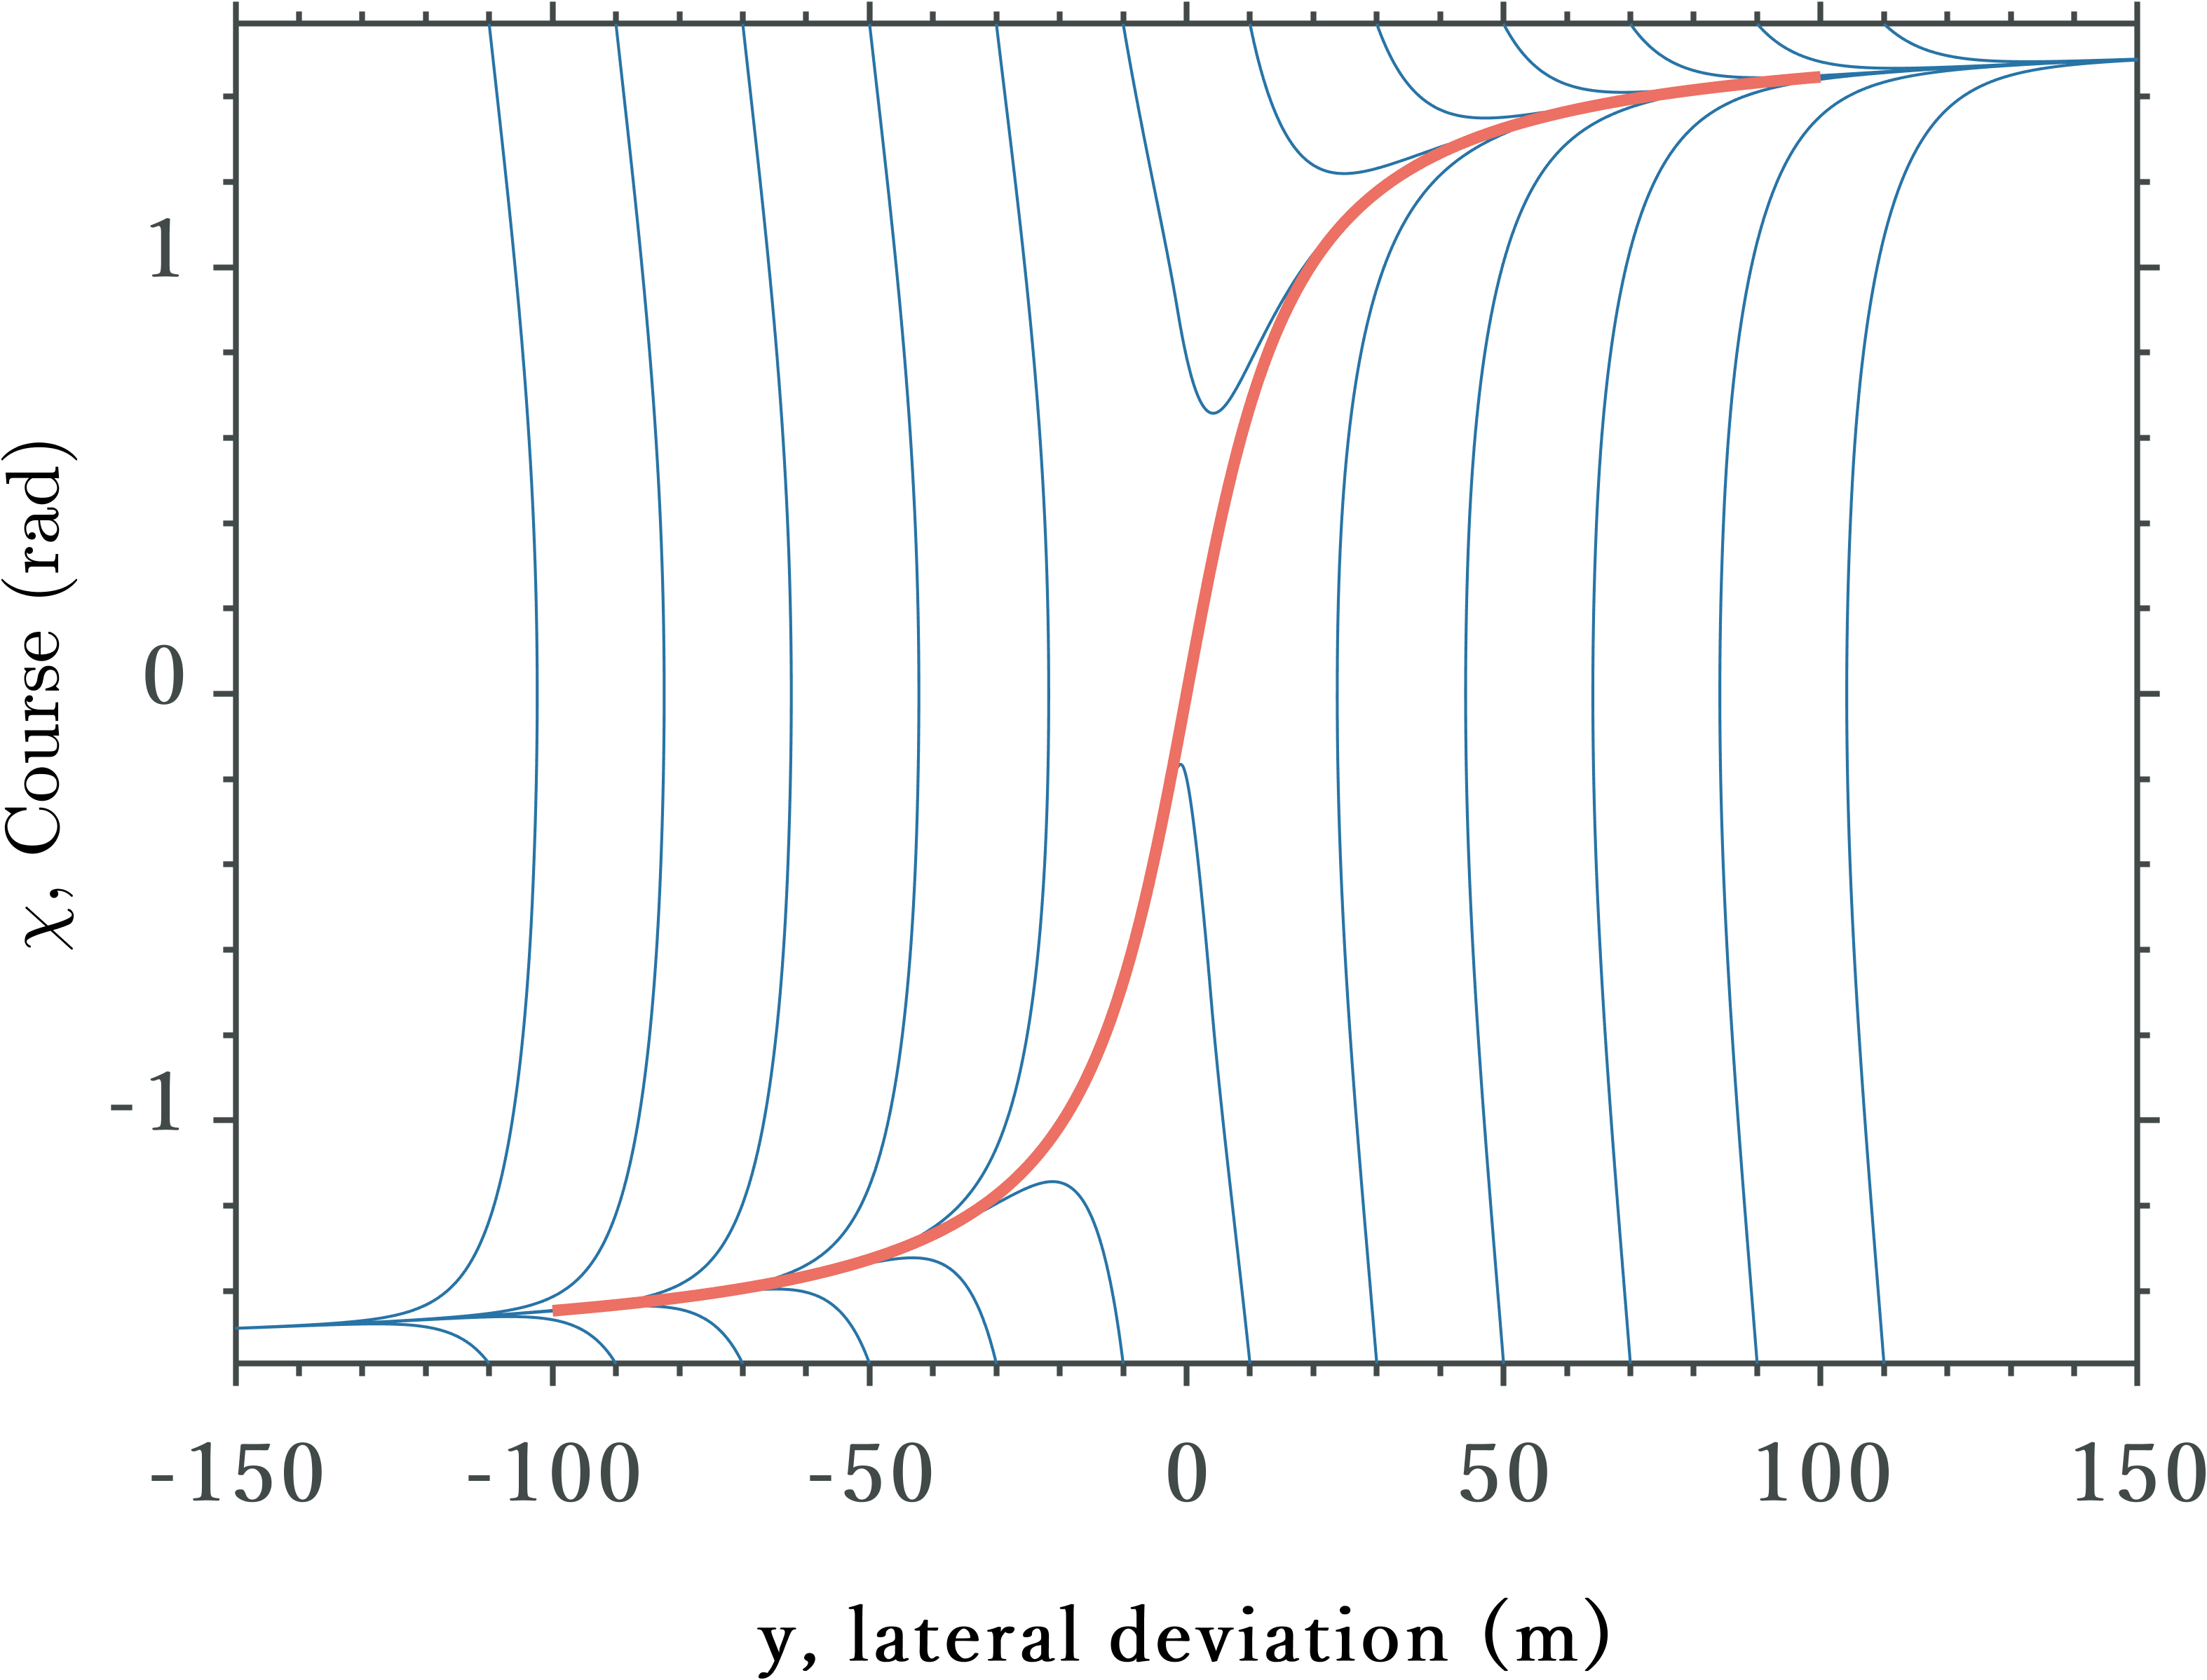 χ, Course (rad)
1
0
-1
-150 -100 -50 0 50 100 150
y, lateral deviation (m)